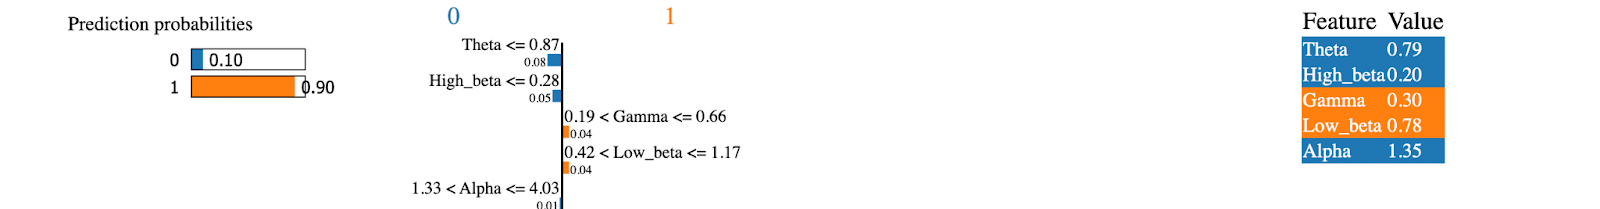 Prediction probabilities
0 0.10
1 0.90
0 1
Theta <= 0.87
0.08
High_beta <= 0.28
0.05
0.19 < Gamma <= 0.66
0.04
0.42 < Low_beta <= 1.17
0.04
1.33 < Alpha <= 4.03
0.01
Feature Value
Theta 0.79
High_beta 0.20
Gamma 0.30
Low_beta 0.78
Alpha 1.35